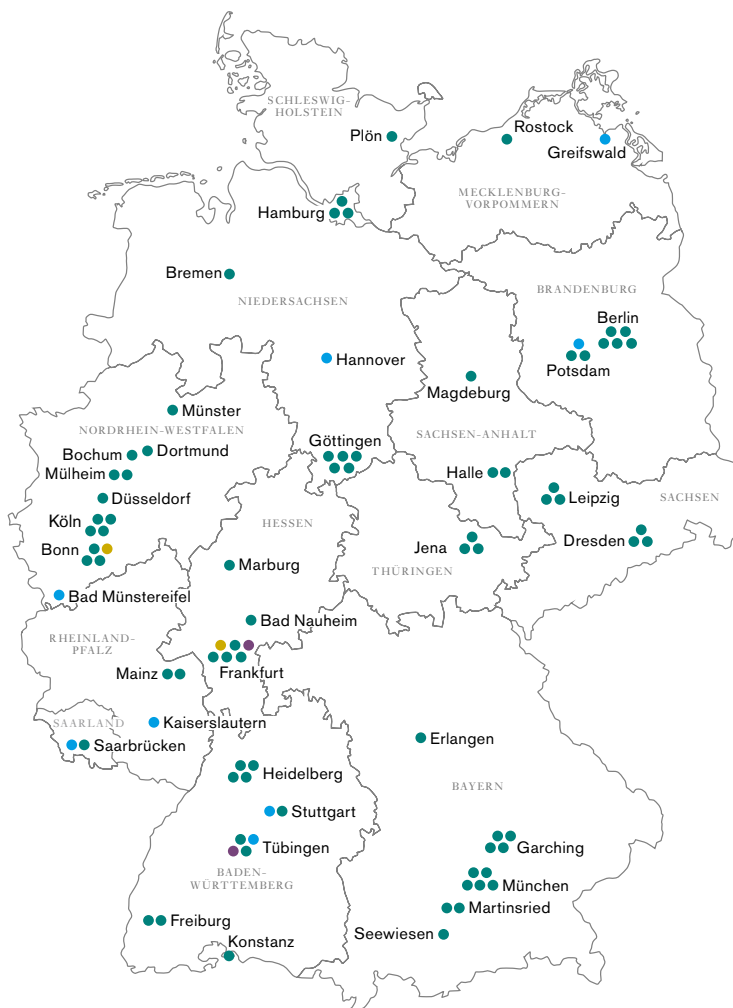 SCHLESWIG-
HOLSTEIN
Plön
Rostock
Greifswald
MECKLENBURG-
VORPOMMERN
Hamburg
Bremen
NIEDERSACHSEN
BRANDENBURG
Berlin
Hannover
Potsdam
Magdeburg
Münster
NORDRHEIN-WESTFALEN
Göttingen
SACHSEN-ANHALT
Bochum
Dortmund
Mülheim
Halle
Düsseldorf
Leipzig
SACHSEN
Köln
HESSEN
Bonn
Jena
Dresden
Marburg
THÜRINGEN
Bad Münstereifel
Bad Nauheim
RHEINLAND-
PFALZ
Mainz
Frankfurt
SAARLAND
Kaiserslautern
Saarbrücken
Erlangen
Heidelberg
BAYERN
Stuttgart
Tübingen
Garching
BADEN-
WÜRTTEMBERG
München
Martinsried
Freiburg
Seewiesen
Konstanz